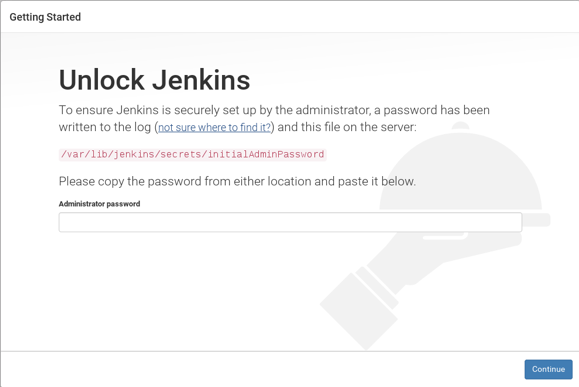 Getting Started
Unlock Jenkins
To ensure Jenkins is securely set up by the administrator, a password has been
written to the log (not sure where to find it?) and this file on the server:
/var/lib/jenkins/secrets/initialAdminPassword
Please copy the password from either location and paste it below.
Administrator password
Continue